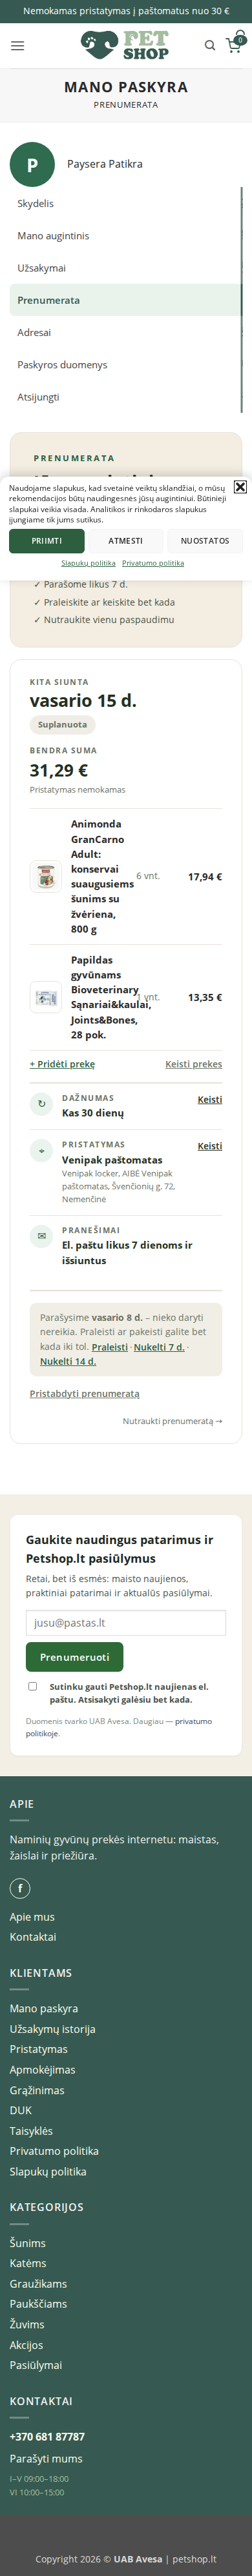 Nemokamas pristatymas į paštomatus nuo 30 €
PET
SHOP
0
MANO PASKYRA
PRENUMERATA
P
Paysera Patikra
Skydelis
Mano augintinis
Užsakymai
Prenumerata
Adresai
Paskyros duomenys
Atsijungti
PRENUMERATA
Naudojame slapukus, kad svetainė veiktų sklandžiai, o mūsų
rekomendacijos būtų naudingesnės jūsų augintiniui. Būtinieji
slapukai veikia visada. Analitikos ir rinkodaros slapukus
įjungsime tik jums sutikus.
PRIIMTI
ATMESTI
NUOSTATOS
Slapukų politika
Privatumo politika
✓ Parašome likus 7 d.
✓ Praleiskite ar keiskite bet kada
✓ Nutraukite vienu paspaudimu
KITA SIUNTA
vasario 15 d.
Suplanuota
BENDRA SUMA
31,29 €
Pristatymas nemokamas
Animonda
GranCarno
Adult:
konservai
suaugusiems
šunims su
žvėriena,
800 g
6 vnt.
17,94 €
Papildas
gyvūnams
Bioveterinary
Sąnariai&kaulai,
Joints&Bones,
28 pok.
1 vnt.
13,35 €
+ Pridėti prekę
Keisti prekes
↻
DAŽNUMAS
Kas 30 dienų
Keisti
PRISTATYMAS
Venipak paštomatas
Venipak locker, AIBĖ Venipak
paštomatas, Švenčionių g. 72,
Nemenčinė
Keisti
✉
PRANEŠIMAI
El. paštu likus 7 dienoms ir
išsiuntus
Parašysime vasario 8 d. – nieko daryti
nereikia. Praleisti ar pakeisti galite bet
kada iki tol. Praleisti · Nukelti 7 d. ·
Nukelti 14 d.
Pristabdyti prenumeratą
Nutraukti prenumeratą →
Gaukite naudingus patarimus ir
Petshop.lt pasiūlymus
Retai, bet iš esmės: maisto naujienos,
praktiniai patarimai ir aktualūs pasiūlymai.
jusu@pastas.lt
Prenumeruoti
Sutinku gauti Petshop.lt naujienas el.
paštu. Atsisakyti galėsiu bet kada.
Duomenis tvarko UAB Avesa. Daugiau — privatumo
politikoje.
APIE
Naminių gyvūnų prekės internetu: maistas,
žaislai ir priežiūra.
f
Apie mus
Kontaktai
KLIENTAMS
Mano paskyra
Užsakymų istorija
Pristatymas
Apmokėjimas
Grąžinimas
DUK
Taisyklės
Privatumo politika
Slapukų politika
KATEGORIJOS
Šunims
Katėms
Graužikams
Paukščiams
Žuvims
Akcijos
Pasiūlymai
KONTAKTAI
+370 681 87787
Parašyti mums
I–V 09:00–18:00
VI 10:00–15:00
Copyright 2026 © UAB Avesa | petshop.lt